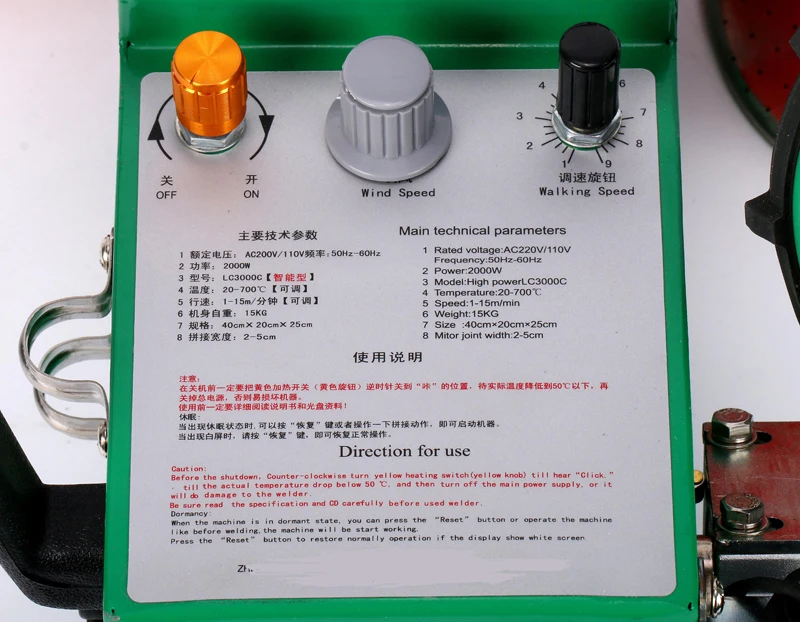 4 6
3 7
2 8
1 9
关 开
OFF ON
Wind Speed
调速旋钮
Walking Speed
主要技术参数
1 额定电压: AC200V/110V频率:50Hz-60Hz
2 功率: 2000W
3 型号: LC3000C【智能型】
4 温度: 20-700℃【可调】
5 行速: 1-15m/分钟【可调】
6 机身自重: 15KG
7 规格: 40cm×20cm×25cm
8 拼接宽度: 2-5cm
Main technical parameters
1 Rated voltage:AC220V/110V
Frequency:50Hz-60Hz
2 Power:2000W
3 Model:High powerLC3000C
4 Temperature:20-700℃
5 Speed:1-15m/min
6 Weight:15KG
7 Size :40cm×20cm×25cm
8 Mitor joint width:2-5cm
使用说明
注意:
在关机前一定要把黄色加热开关(黄色旋钮)逆时针关到“咔”的位置,待实际温度降低到50℃以下,再
关掉总电源,否则易损坏机器。
使用前一定要详细阅读说明书和光盘资料!
休眠:
当出现休眠状态时,可以按“恢复”键或者操作一下拼接动作,即可启动机器。
当出现白屏时,请按“恢复”键,即可恢复正常操作。
Direction for use
Caution:
Before the shutdown, Counter-clockwise turn yellow heating switch(yellow knob) till hear "Click,"
till the actual temperature drop below 50 ℃, and then turn off the main power supply, or it
will do damage to the welder.
Be sure read the specification and CD carefully before used welder.
Dormancy:
When the machine is in dormant state, you can press the "Reset" button or operate the machine
like before welding,the machine will be start working.
Press the "Reset" button to restore normally operation if the display show white screen